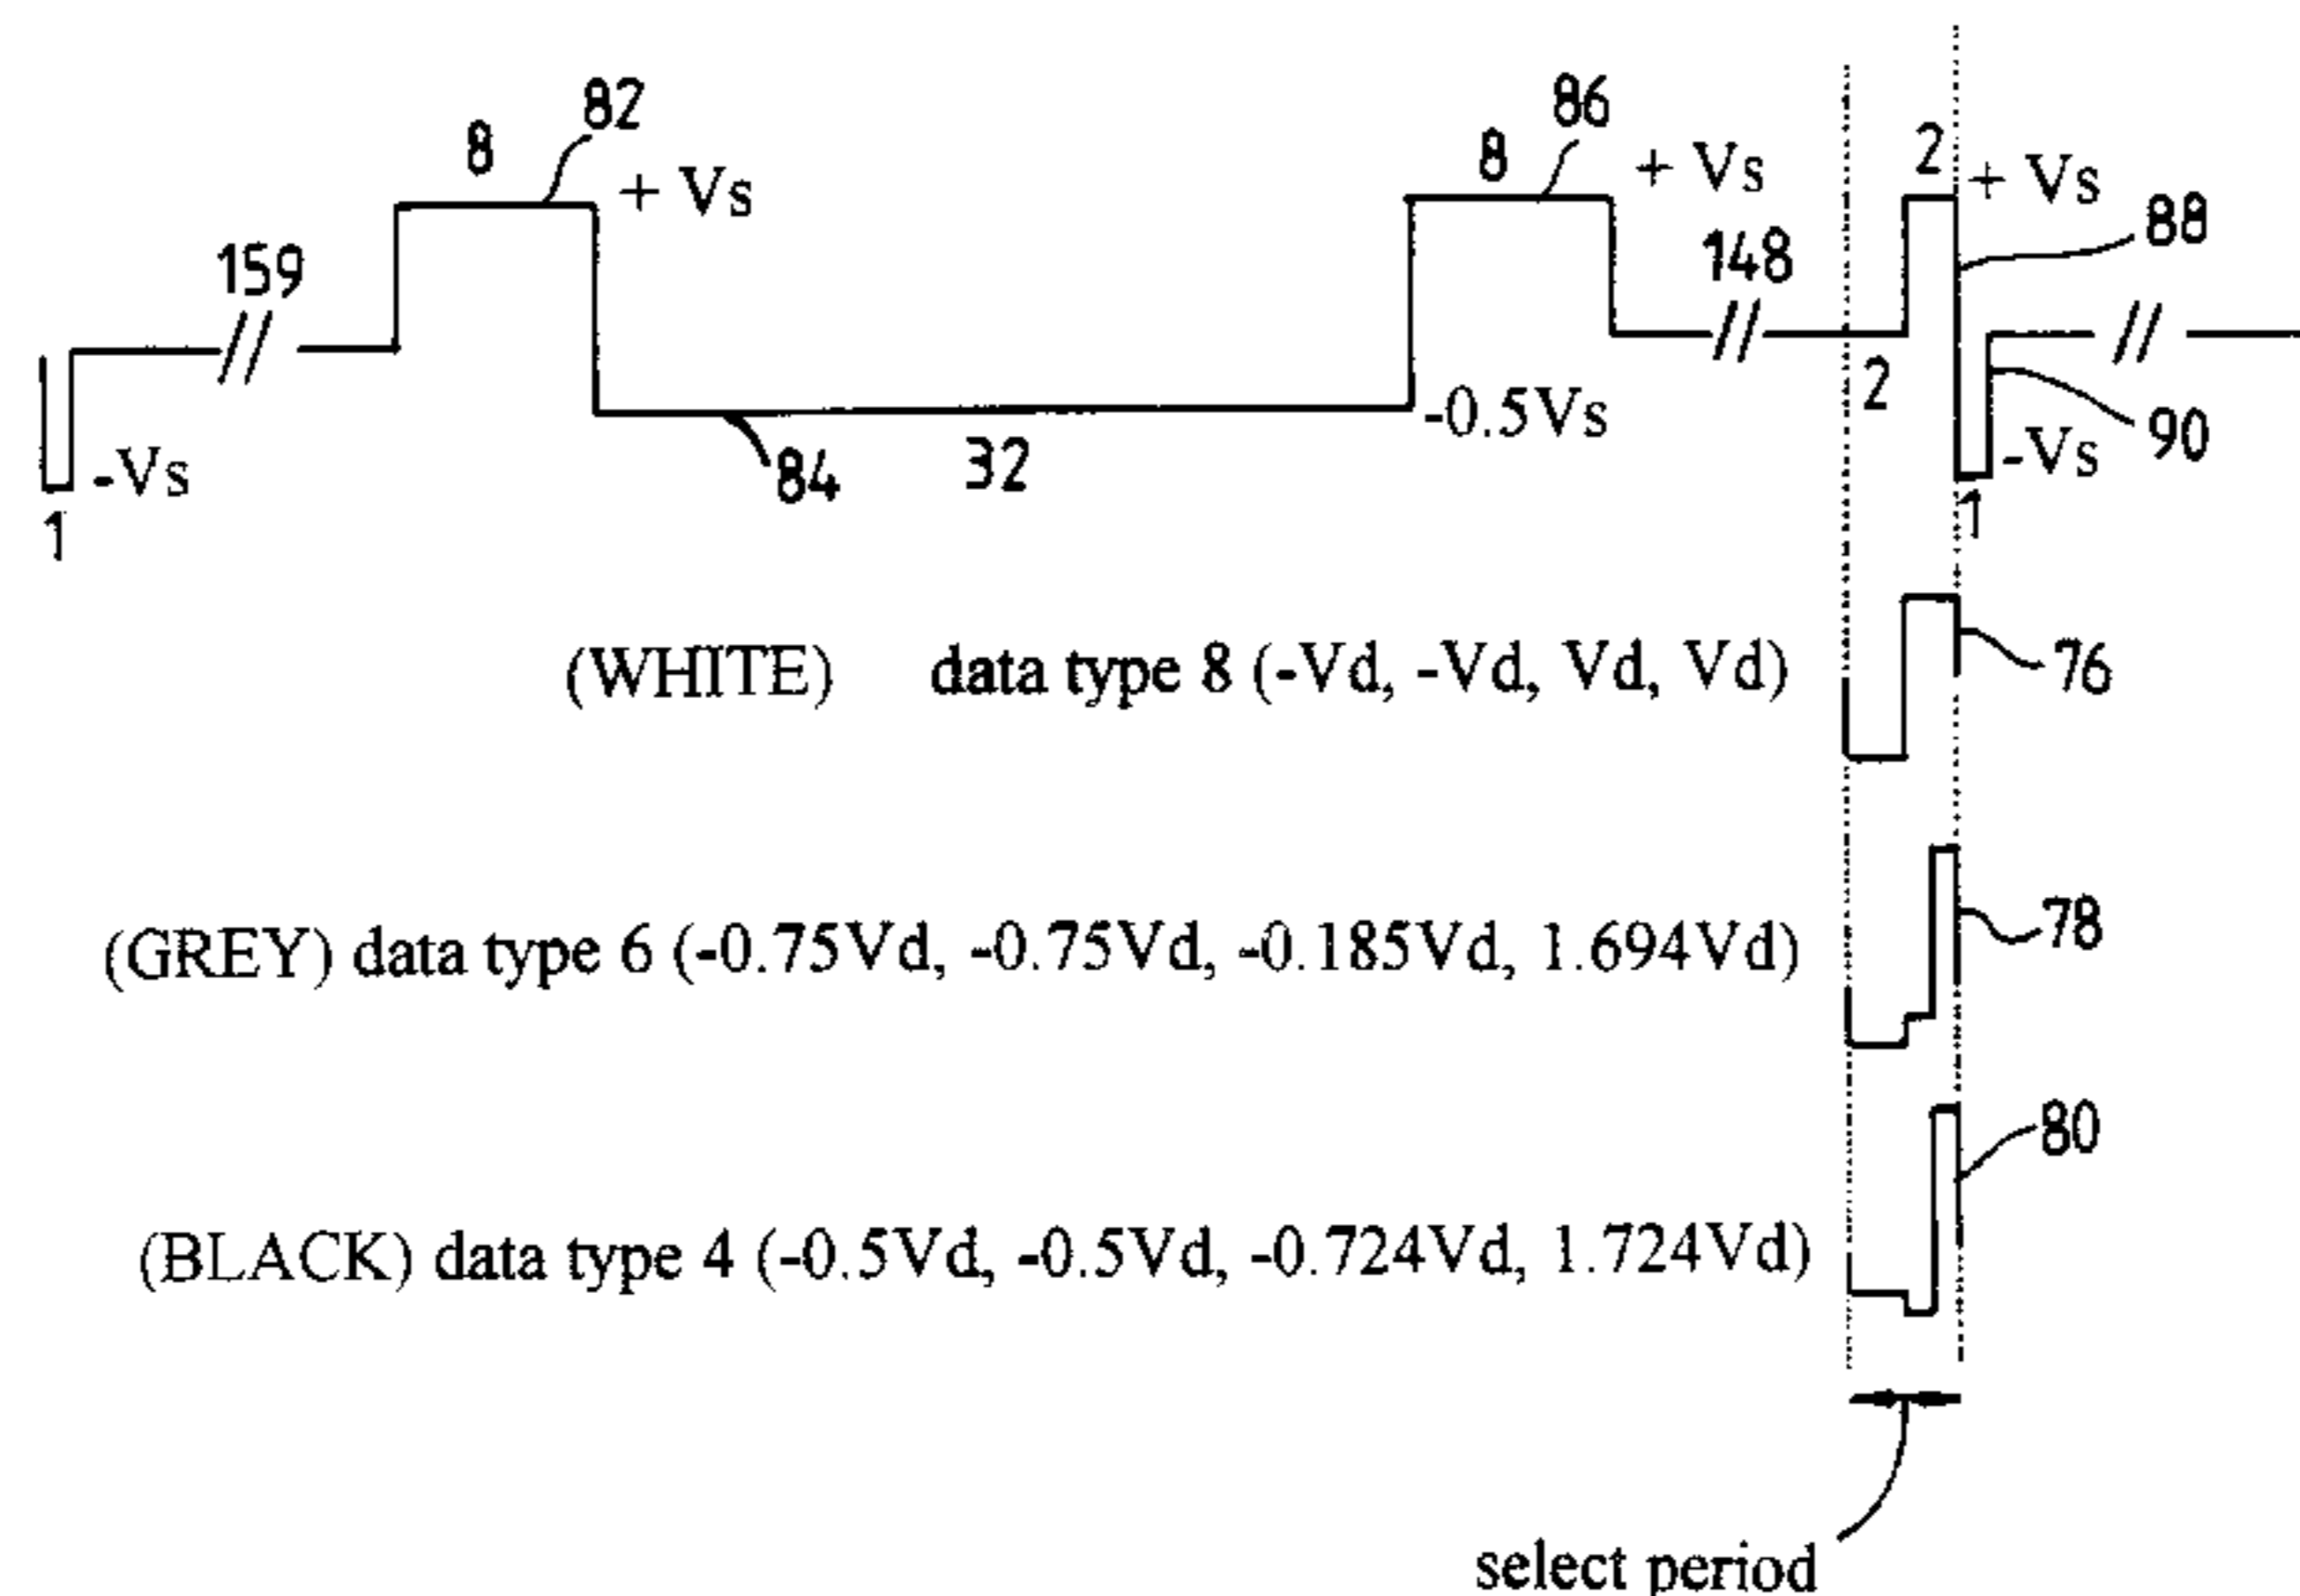 82
86
8
+ Vs
8
+ Vs
2
+ Vs
88
159
148
2
-0.5Vs
90
-Vs
84
32
-Vs
1
1
(WHITE) data type 8 (-Vd, -Vd, Vd, Vd)
76
(GREY) data type 6 (-0.75Vd, -0.75Vd, -0.185Vd, 1.694Vd)
78
(BLACK) data type 4 (-0.5Vd, -0.5Vd, -0.724Vd, 1.724Vd)
80
select period